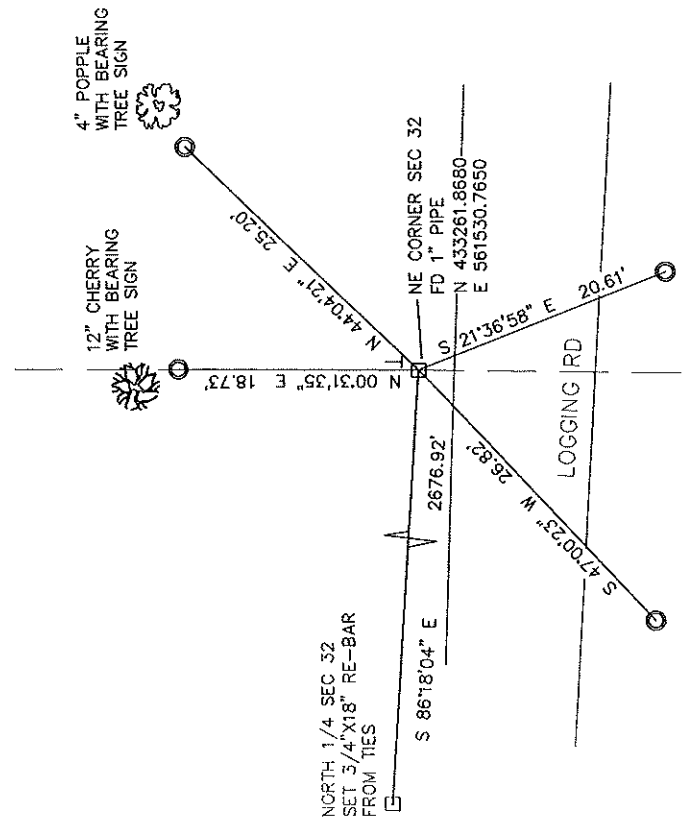 4" POPPLE
WITH BEARING
TREE SIGN
12" CHERRY
WITH BEARING
TREE SIGN
N 44°04'21" E 25.20'
N 00°31'35" E 18.73'
NE CORNER SEC 32
FD 1" PIPE
N 433261.8680
E 561530.7650
S 21°36'58" E 20.61'
2676.92'
S 86°18'04" E
S 47°00'23" W 26.82'
LOGGING RD
NORTH 1/4 SEC 32
SET 3/4"X18" RE-BAR
FROM TIES